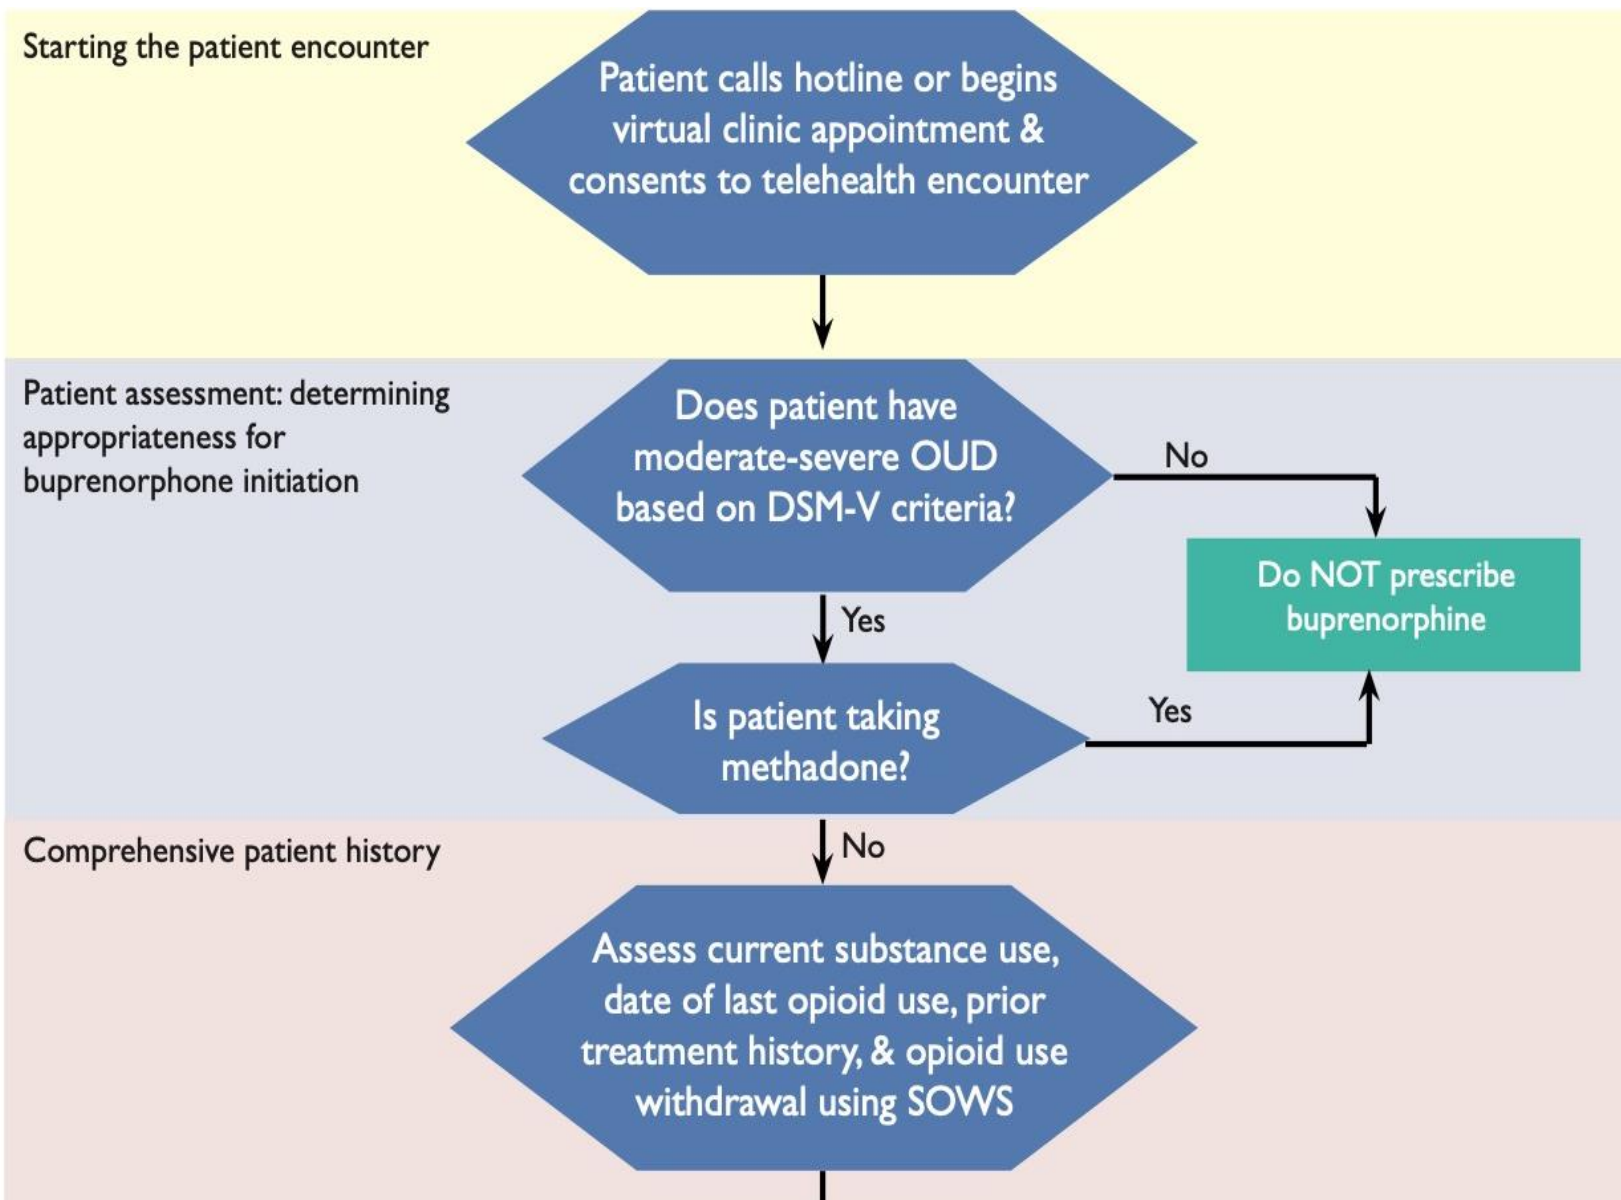 Starting the patient encounter
Patient calls hotline or begins
virtual clinic appointment &
consents to telehealth encounter
Patient assessment: determining
appropriateness for
buprenorphone initiation
Does patient have
moderate-severe OUD
based on DSM-V criteria?
No
Do NOT prescribe
buprenorphine
Yes
Is patient taking
methadone?
Yes
Comprehensive patient history
No
Assess current substance use,
date of last opioid use, prior
treatment history, & opioid use
withdrawal using SOWS